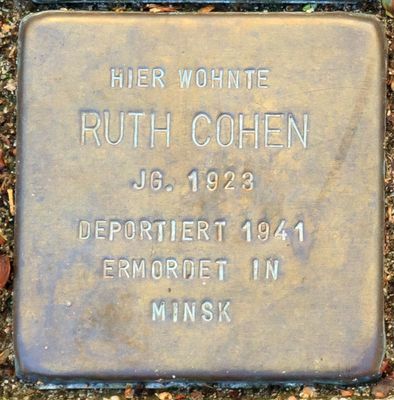 HIER WOHNTE
RUTH COHEN
JG. 1923
DEPORTIERT 1941
ERMORDET IN
MINSK